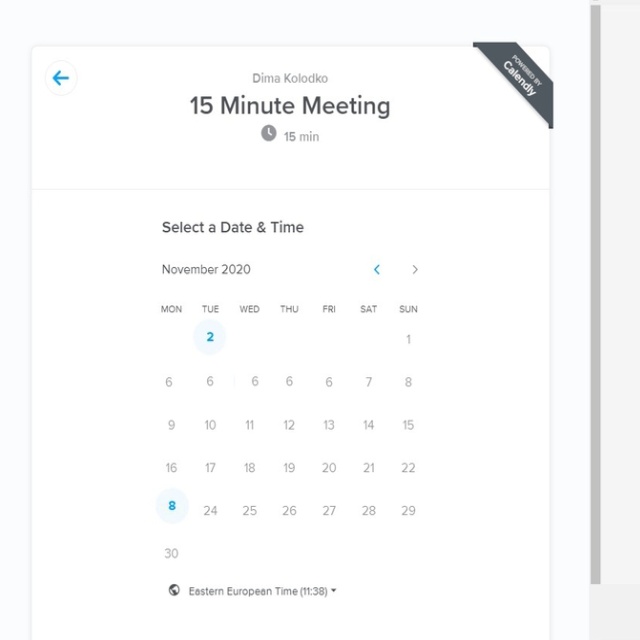 POWERED BY
Calendly
Dima Kolodko
15 Minute Meeting
15 min
Select a Date & Time
November 2020
MON TUE WED THU FRI SAT SUN
2 1
6 6 6 6 6 7 8
9 10 11 12 13 14 15
16 17 18 19 20 21 22
8 24 25 26 27 28 29
30
Eastern European Time (11:38)